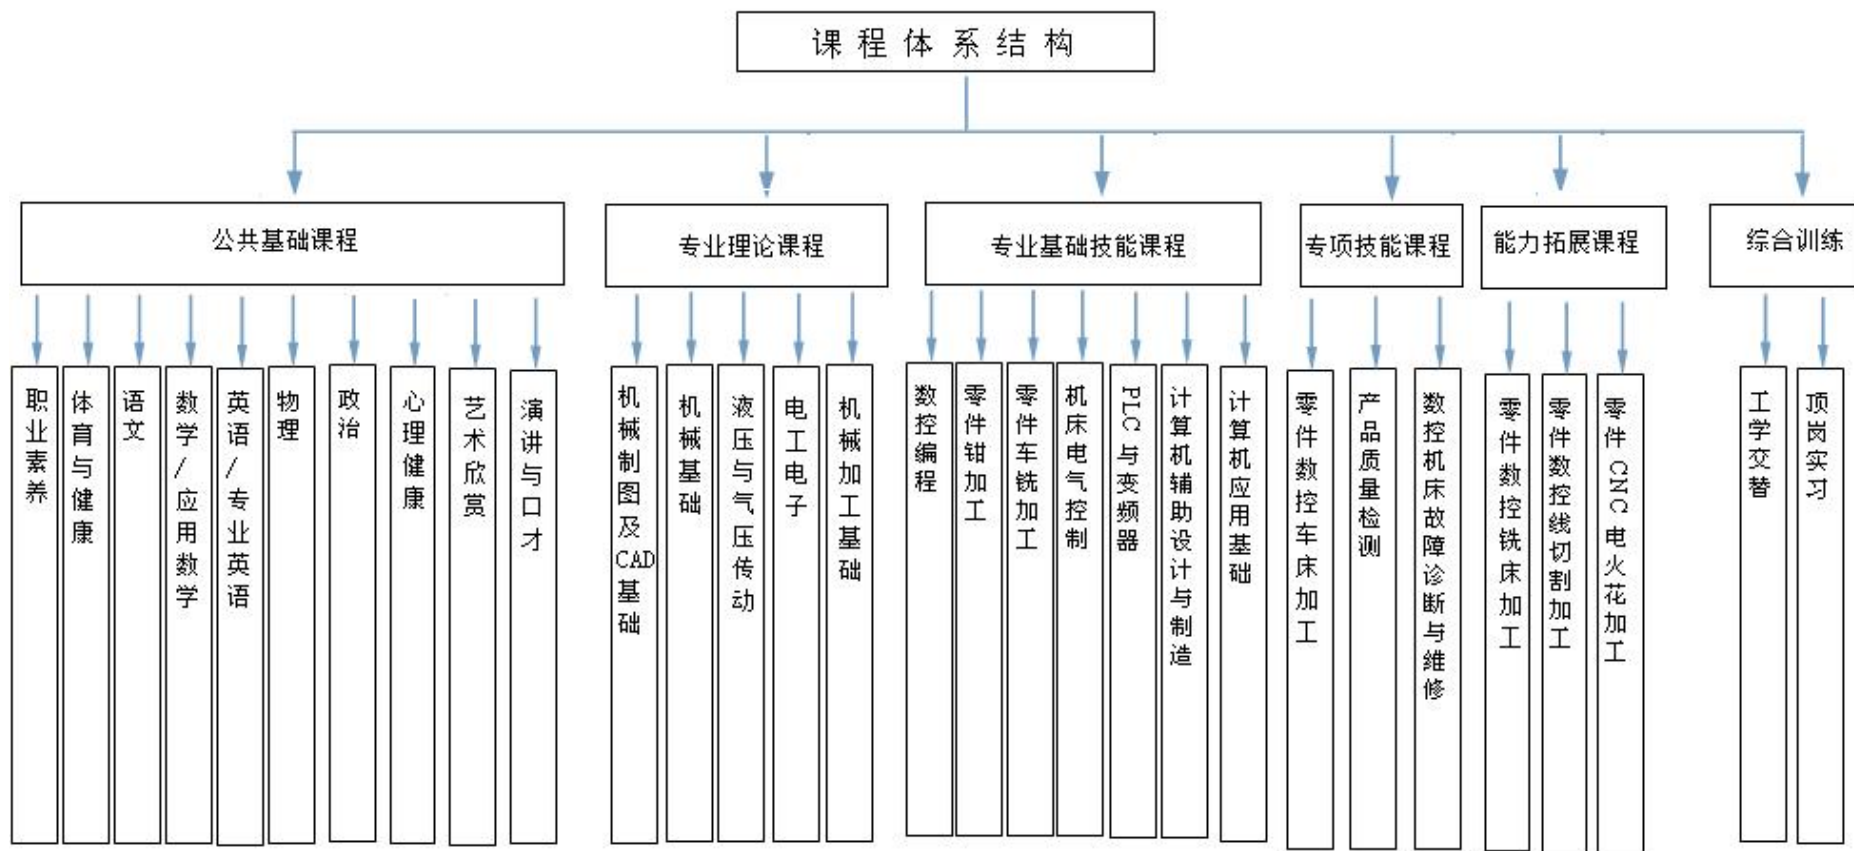 课程体系结构
公共基础课程
专业理论课程
专业基础技能课程
专项技能课程
能力拓展课程
综合训练
职业素养
体育与健康
语文
数学/应用数学
英语/专业英语
物理
政治
心理健康
艺术欣赏
演讲与口才
机械制图及CAD基础
机械基础
液压与气压传动
电工电子
机械加工基础
数控编程
零件钳加工
零件车铣加工
机床电气控制
PLC与变频器
计算机辅助设计与制造
计算机应用基础
零件数控车床加工
产品质量检测
数控机床故障诊断与维修
零件数控铣床加工
零件数控线切割加工
零件CNC电火花加工
工学交替
顶岗实习